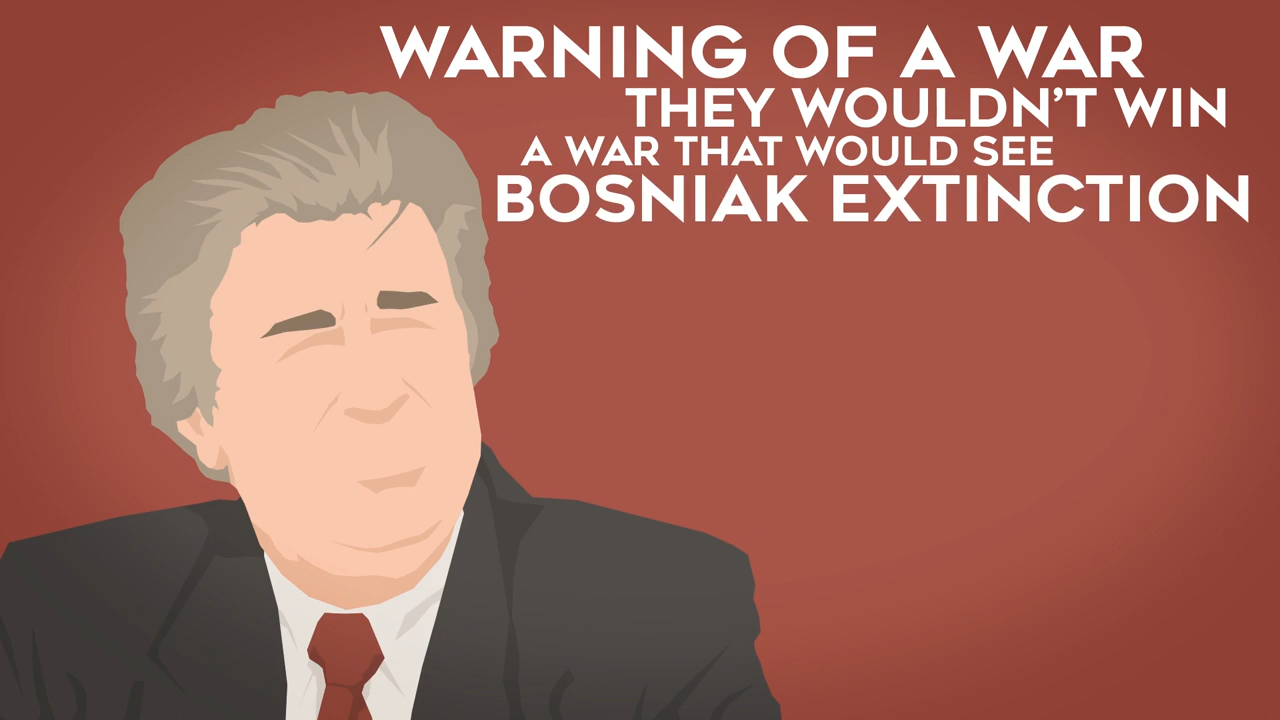 WARNING OF A WAR
THEY WOULDN'T WIN
A WAR THAT WOULD SEE
BOSNIAK EXTINCTION